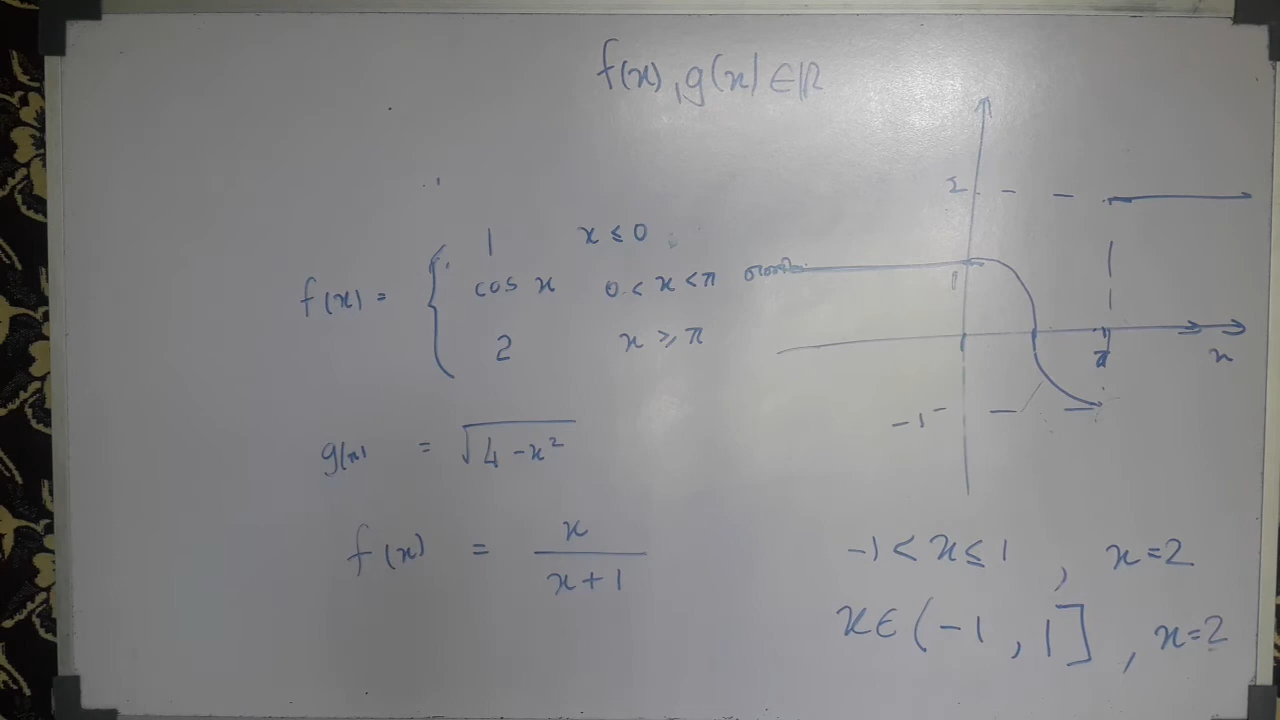 f(x), g(x) ∈ ℝ
1 x ≤ 0
f(x) = { cos x 0 < x < π
2 x ≥ π
g(x) = √4 - x²
f(x) = x / x + 1
2
1
π
x
-1
-1 < x ≤ 1 , x = 2
x ∈ (-1 , 1] , x = 2